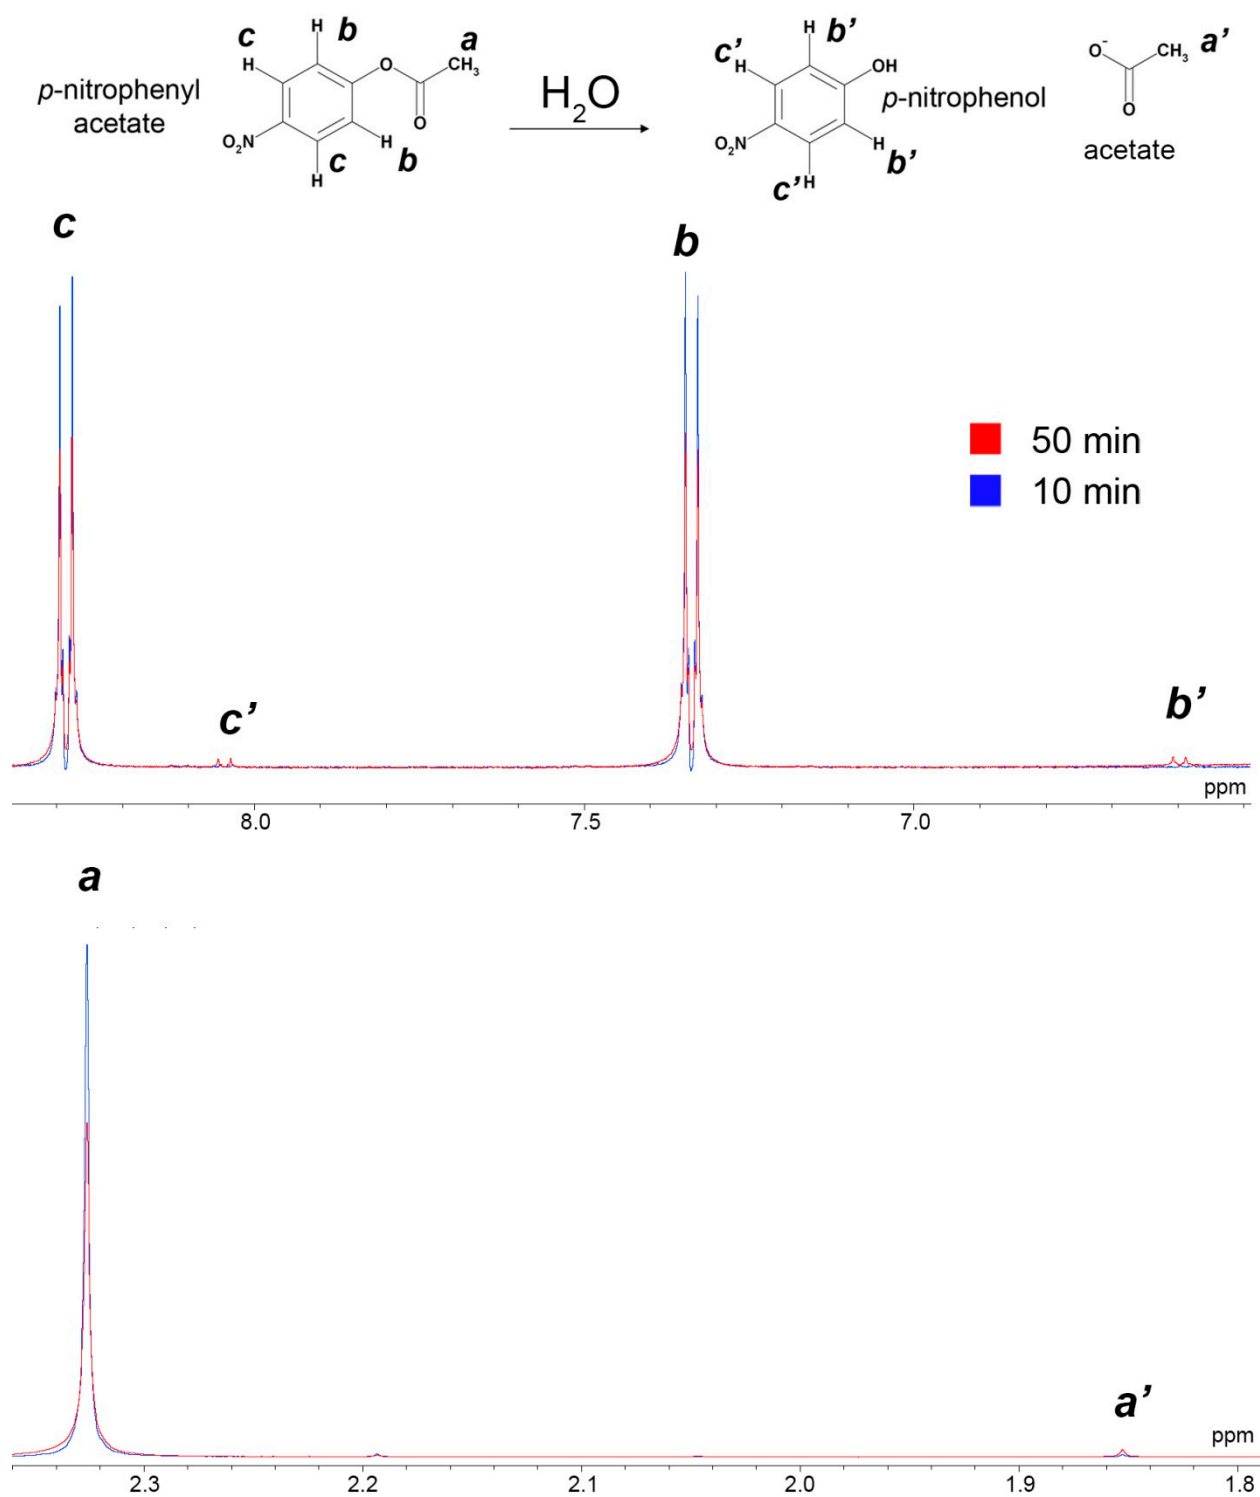 p-nitrophenyl
acetate
c
H
H
b
O
a
CH3
O
O2N
c
H
H
b
H2O
c'
H
H
b'
OH
O2N
H
b'
c'
H
p-nitrophenol
O-
CH3
a'
O
acetate
c
b
50 min
10 min
c'
b'
ppm
8.0
7.5
7.0
a
a'
ppm
2.3
2.2
2.1
2.0
1.9
1.8